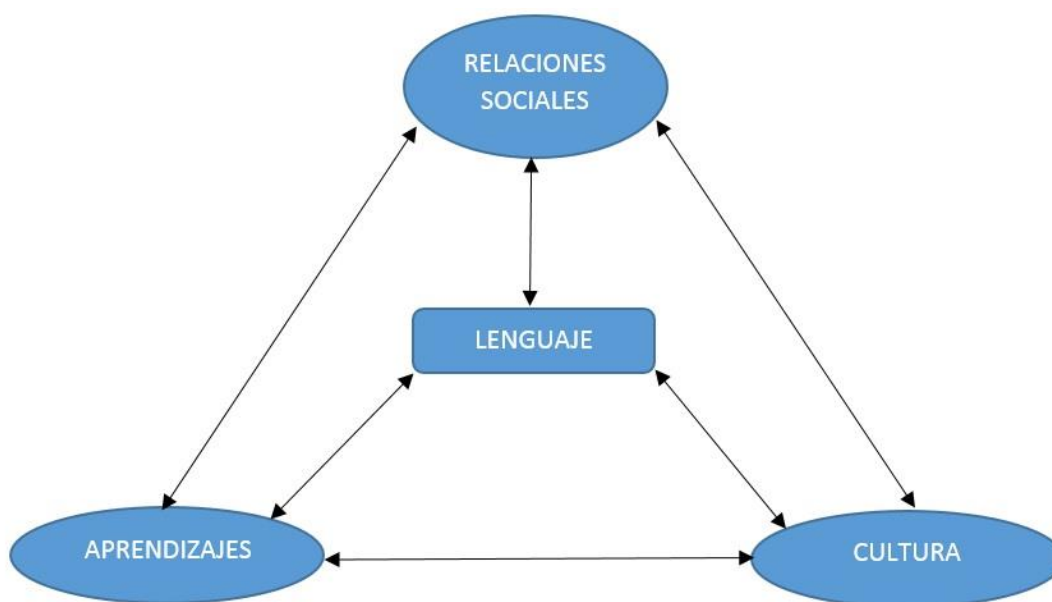 RELACIONES
SOCIALES
LENGUAJE
APRENDIZAJES
CULTURA